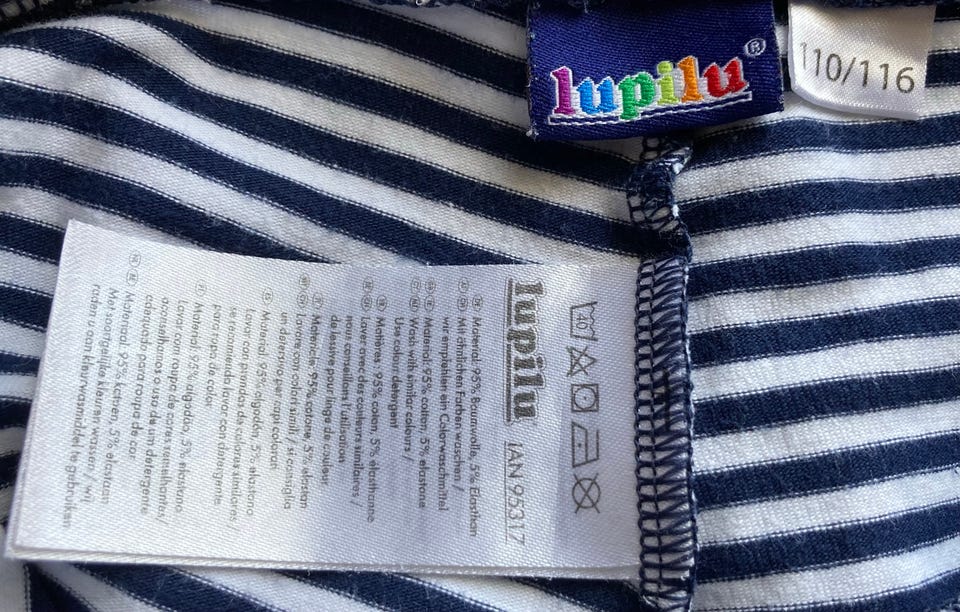 lupilu®
110/116
40
lupilu IAN 96317
Material: 95% Baumwolle, 5% Elasthan
Mit ähnlichen Farben waschen /
wir empfehlen ein Colorwaschmittel
Material: 95% cotton, 5% elastane
Wash with similar colours /
Use colour detergent
Matières: 95% coton, 5% élasthanne
Laver avec des couleurs similaires /
nous conseillons l'utilisation
de lessive pour linge de couleur
Materiale: 95% cotone, 5% elastan
Lavare con colori simili / si consiglia
un detersivo per capi colorati
Material: 95% algodón, 5% elastano
Lavar con prendas de colores similares /
se recomienda lavar con detergente
para ropa de color
Material: 95% algodão, 5% elastano
Lavar com roupa de cores semelhantes /
aconselhamos o uso de um detergente
adequado para roupa de cor
Materiaal: 95% katoen, 5% elastaan
Met soortgelijke kleuren wassen / wij
raden u aan kleurwasmiddel te gebruiken